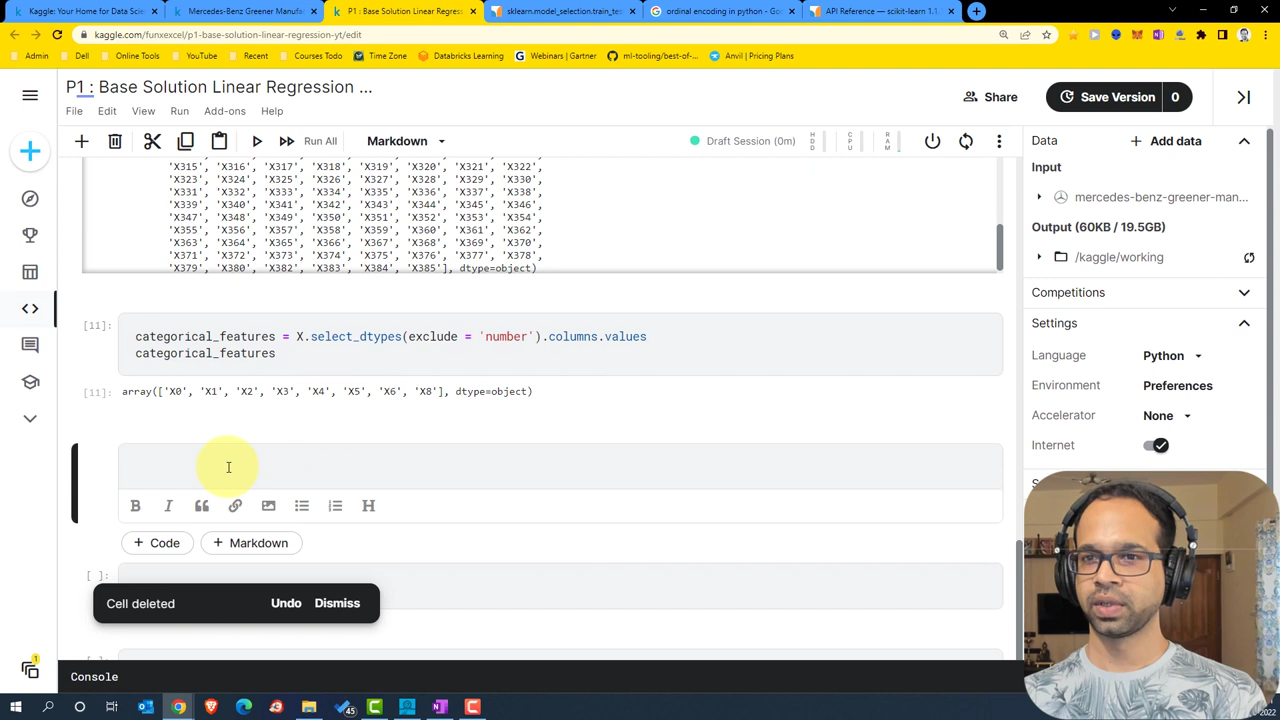 Kaggle: Your Home for Data Scien
Mercedes-Benz Greener Manufa
P1 : Base Solution Linear Regress
sklearn.model_selection.train_tes
ordinal encoding in python - Go
API Reference — scikit-learn 1.1.
kaggle.com/funxexcel/p1-base-solution-linear-regression-yt/edit
Admin
Dell
Online Tools
YouTube
Recent
Courses Todo
Time Zone
Databricks Learning
Webinars | Gartner
ml-tooling/best-of-...
Anvil | Pricing Plans
P1 : Base Solution Linear Regression ...
File Edit View Run Add-ons Help
Share
Save Version 0
Run All
Markdown
Draft Session (0m)
HDD
CPU
RAM
Data
Add data
Input
mercedes-benz-greener-man...
Output (60KB / 19.5GB)
/kaggle/working
Competitions
Settings
Language Python
Environment Preferences
Accelerator None
Internet
'X315', 'X316', 'X317', 'X318', 'X319', 'X320', 'X321', 'X322',
'X323', 'X324', 'X325', 'X326', 'X327', 'X328', 'X329', 'X330',
'X331', 'X332', 'X333', 'X334', 'X335', 'X336', 'X337', 'X338',
'X339', 'X340', 'X341', 'X342', 'X343', 'X344', 'X345', 'X346',
'X347', 'X348', 'X349', 'X350', 'X351', 'X352', 'X353', 'X354',
'X355', 'X356', 'X357', 'X358', 'X359', 'X360', 'X361', 'X362',
'X363', 'X364', 'X365', 'X366', 'X367', 'X368', 'X369', 'X370',
'X371', 'X372', 'X373', 'X374', 'X375', 'X376', 'X377', 'X378',
'X379', 'X380', 'X382', 'X383', 'X384', 'X385'], dtype=object)
[11]:
categorical_features = X.select_dtypes(exclude = 'number').columns.values
categorical_features
[11]:
array(['X0', 'X1', 'X2', 'X3', 'X4', 'X5', 'X6', 'X8'], dtype=object)
B I H
+ Code
+ Markdown
[ ]:
Cell deleted
Undo
Dismiss
Console
45
2022